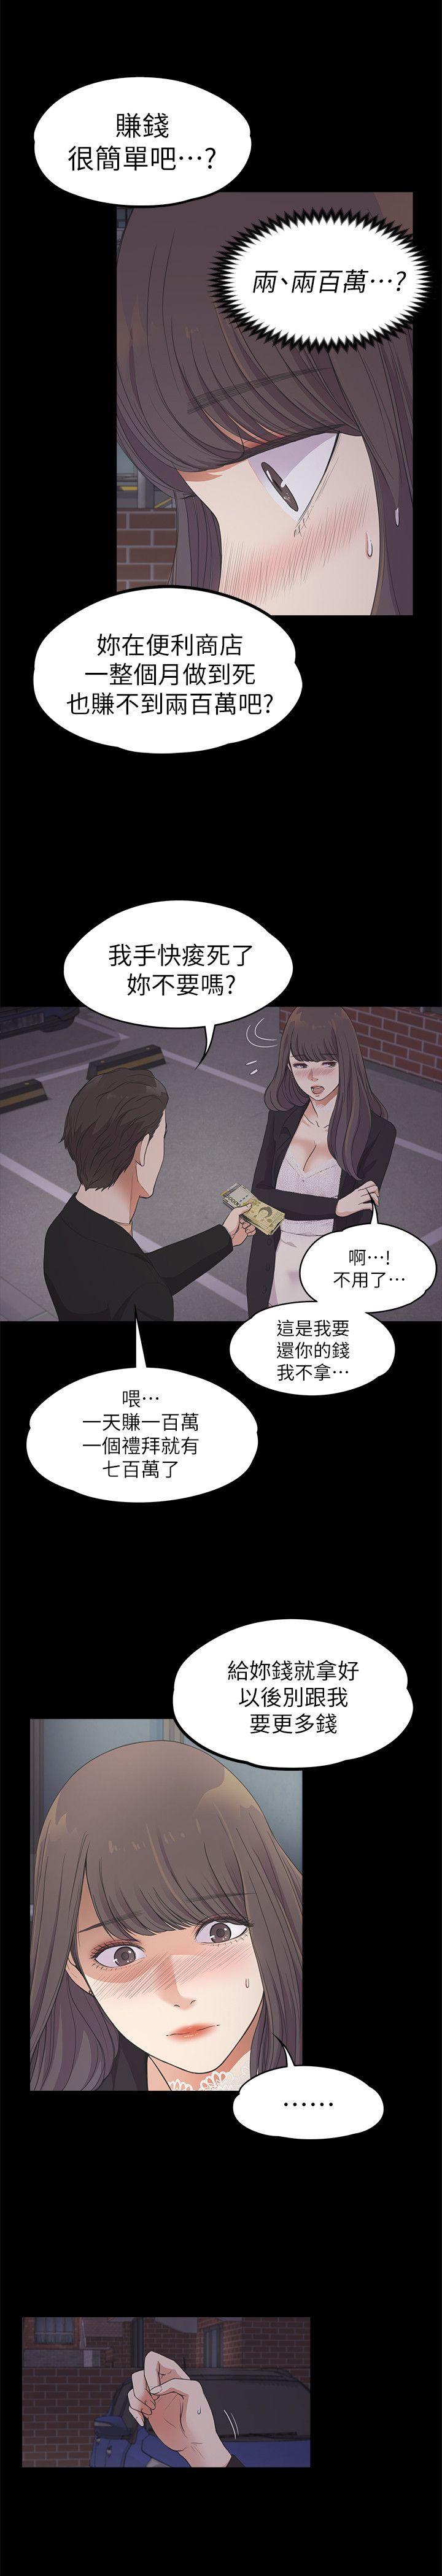 賺錢
很簡單吧⋯?
兩、兩百萬⋯?
妳在便利商店
一整個月做到死
也賺不到兩百萬吧?
我手快痠死了
妳不要嗎?
啊⋯!
不用了⋯
這是我要
還你的錢
我不拿⋯
喂⋯
一天賺一百萬
一個禮拜就有
七百萬了
給妳錢就拿好
以後別跟我
要更多錢
⋯⋯